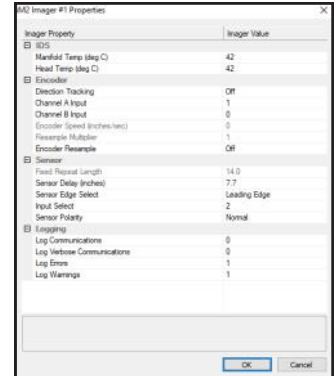 M2 Imager #1 Properties
Imager Property Imager Value
IDS
Manifold Temp (deg C) 42
Head Temp (deg C) 42
Encoder
Direction Tracking Off
Channel A Input 1
Channel B Input 0
Encoder Speed (inches/sec) 0
Resample Multiplier 1
Encoder Resample Off
Sensor
Fixed Repeat Length 14.0
Sensor Delay (inches) 7.7
Sensor Edge Select Leading Edge
Input Select 2
Sensor Polarity Normal
Logging
Log Communications 0
Log Verbose Communications 0
Log Errors 1
Log Warnings 1
OK Cancel